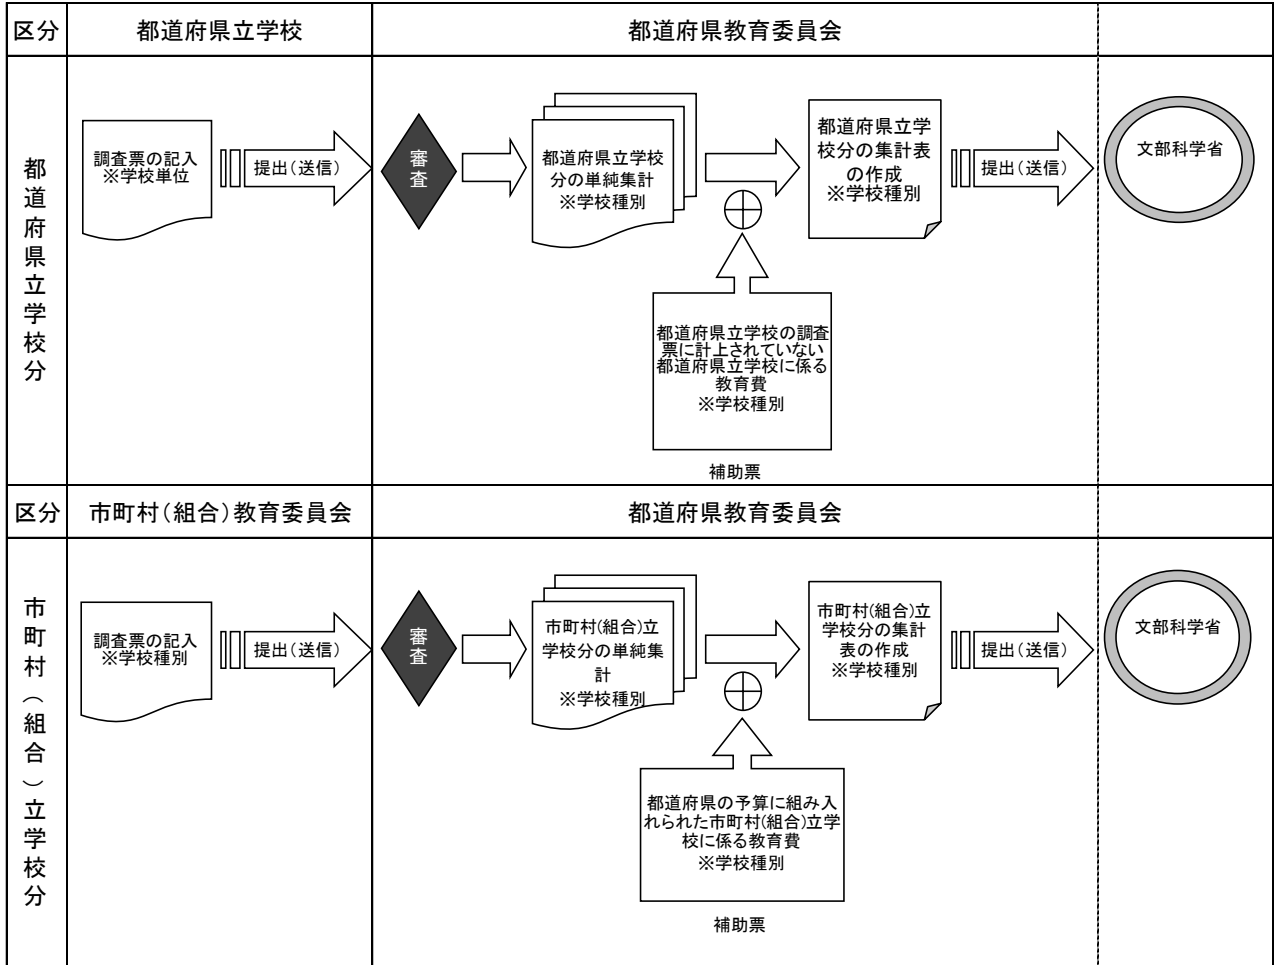 区分
都道府県立学校
都道府県教育委員会
都道府県立学校分
調査票の記入
※学校単位
提出(送信)
審査
都道府県立学校
分の単純集計
※学校種別
都道府県立学
校分の集計表
の作成
※学校種別
提出(送信)
文部科学省
都道府県立学校の調査
票に計上されていない
都道府県立学校に係る
教育費
※学校種別
補助票
区分
市町村(組合)教育委員会
都道府県教育委員会
市町村(組合)立学校分
調査票の記入
※学校種別
提出(送信)
審査
市町村(組合)立
学校分の単純集
計
※学校種別
市町村(組合)立
学校分の集計
表の作成
※学校種別
提出(送信)
文部科学省
都道府県の予算に組み入
れられた市町村(組合)立学
校に係る教育費
※学校種別
補助票